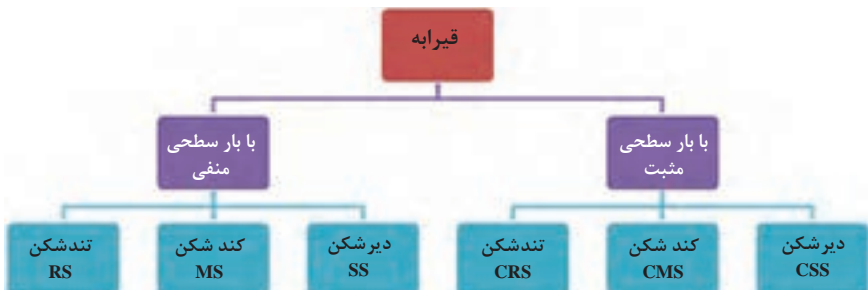 قیرابه
با بار سطحی
مثبت
با بار سطحی
منفی
دیرشکن
CSS
کند شکن
CMS
تندشکن
CRS
دیرشکن
SS
کند شکن
MS
تندشکن
RS